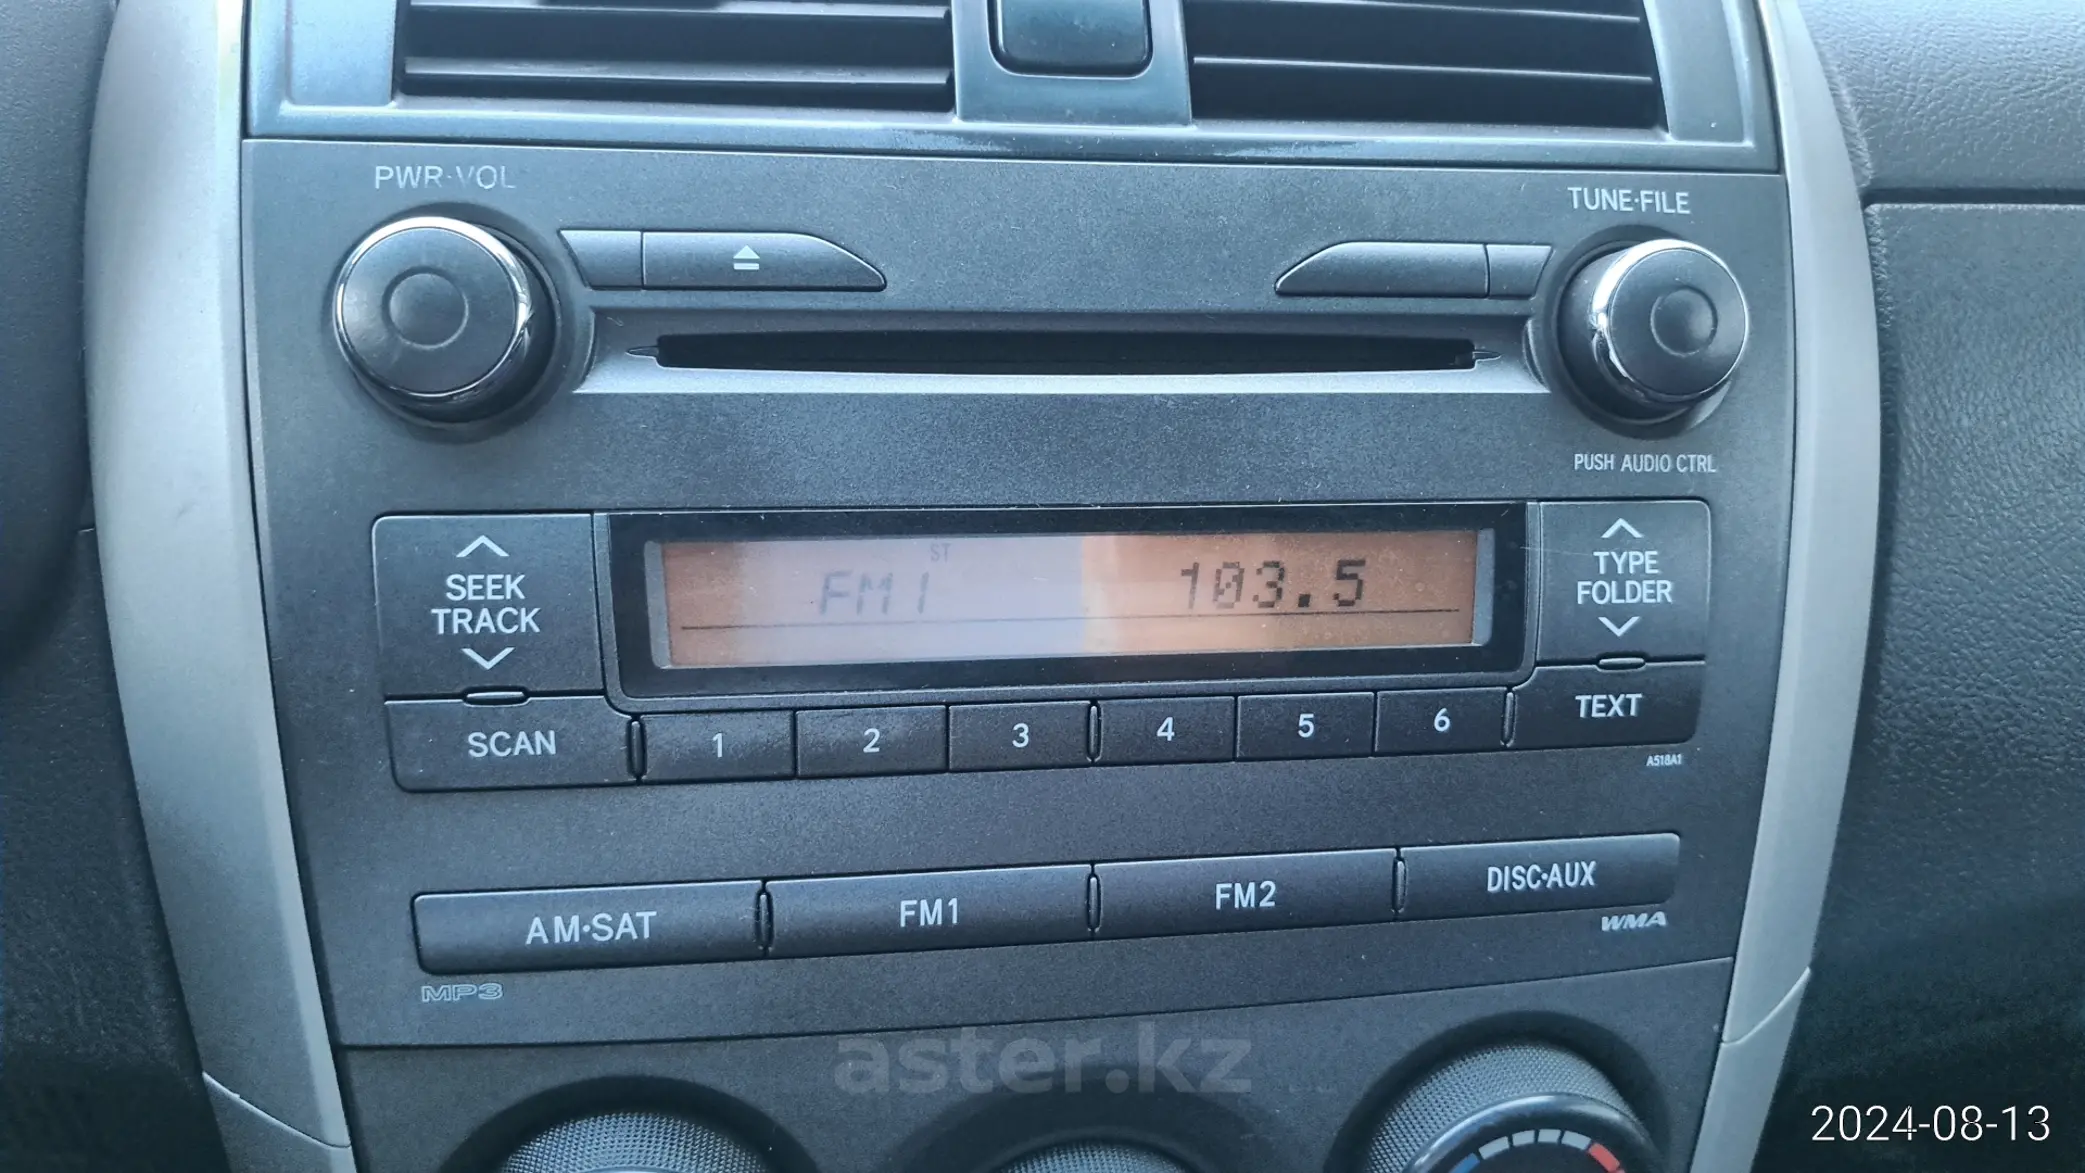 PWR·VOL
TUNE·FILE
PUSH AUDIO CTRL
SEEK
TRACK
ST
FM1 103.5
TYPE
FOLDER
SCAN
1 2 3 4 5 6
TEXT
A518A1
AM·SAT FM1 FM2 DISC·AUX
MP3
WMA
aster.kz
2024-08-13